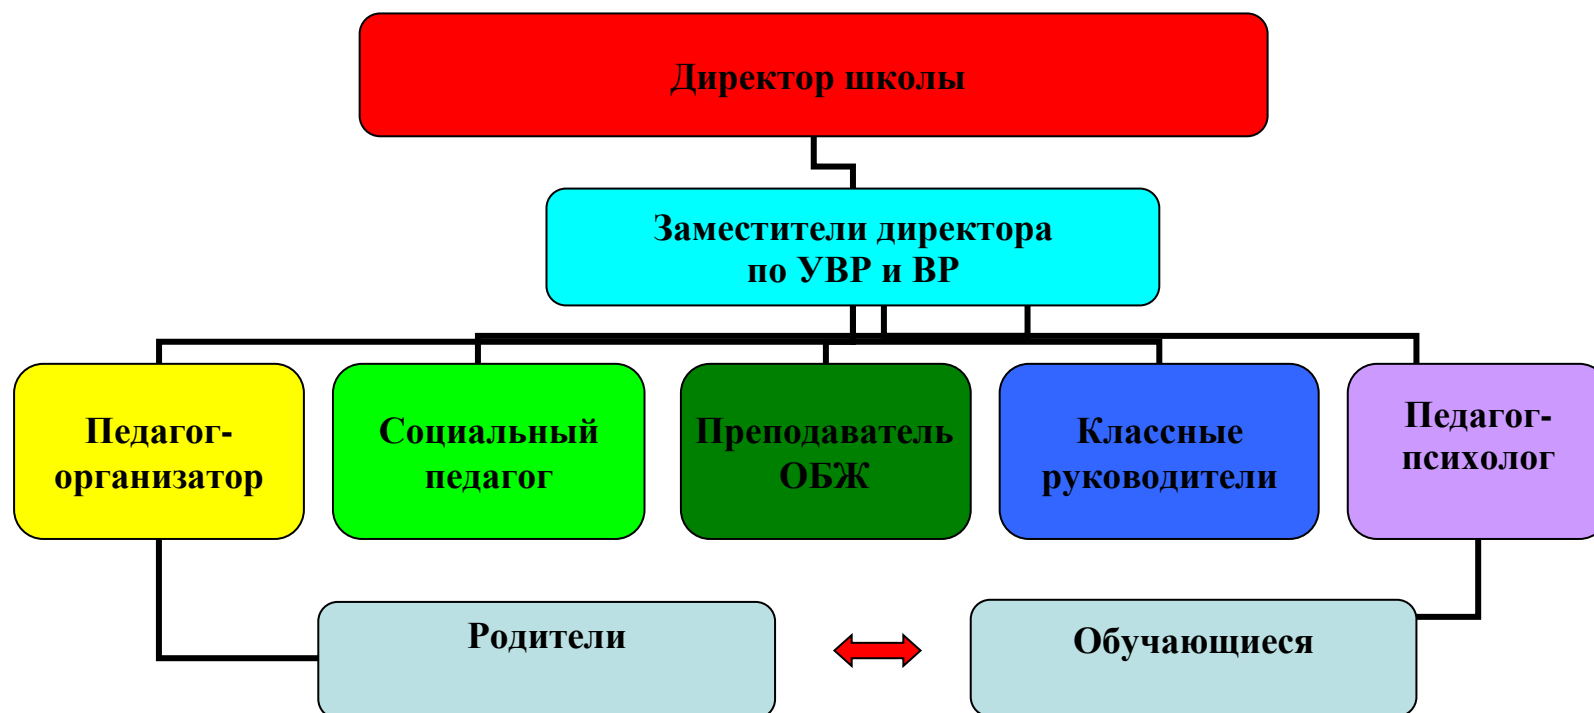 Директор школы
Заместители директора
по УВР и ВР
Педагог-
организатор
Социальный
педагог
Преподаватель
ОБЖ
Классные
руководители
Педагог-
психолог
Родители
Обучающиеся